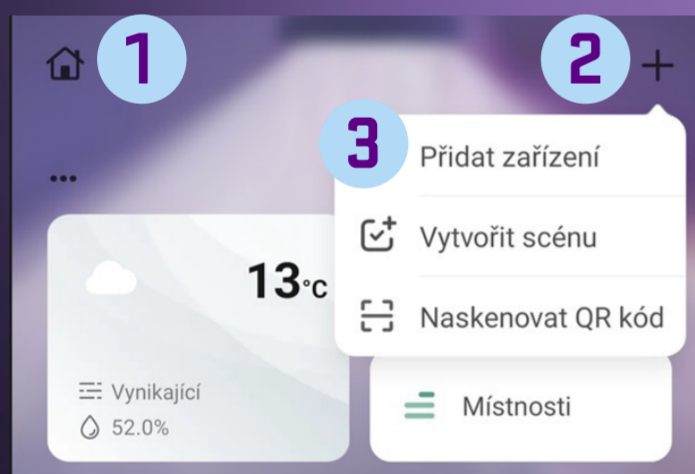 1
2
3
Přidat zařízení
...
Vytvořit scénu
13°C
Naskenovat QR kód
Vynikající
52.0%
Místnosti